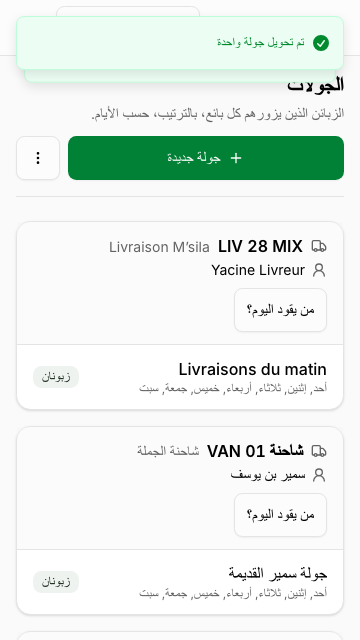 تم تحويل جولة واحدة
الجولات
الزبائن الذين يزورهم كل بائع، بالترتيب، حسب الأيام.
جولة جديدة
LIV 28 MIX Livraison M'sila
Yacine Livreur
من يقود اليوم؟
Livraisons du matin
أحد, إثنين, ثلاثاء, أربعاء, خميس, جمعة, سبت
زبونان
شاحنة VAN 01 شاحنة الجملة
سمير بن يوسف
من يقود اليوم؟
جولة سمير القديمة
أحد, إثنين, ثلاثاء, أربعاء, خميس, جمعة, سبت
زبونان